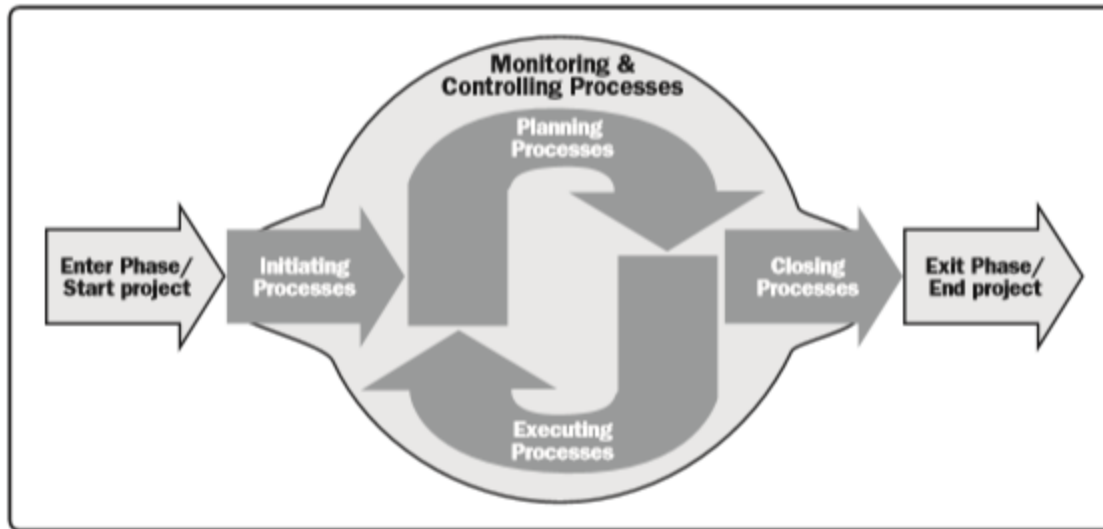 Monitoring &
Controlling Processes
Planning
Processes
Enter Phase/
Start project
Initiating
Processes
Closing
Processes
Exit Phase/
End project
Executing
Processes